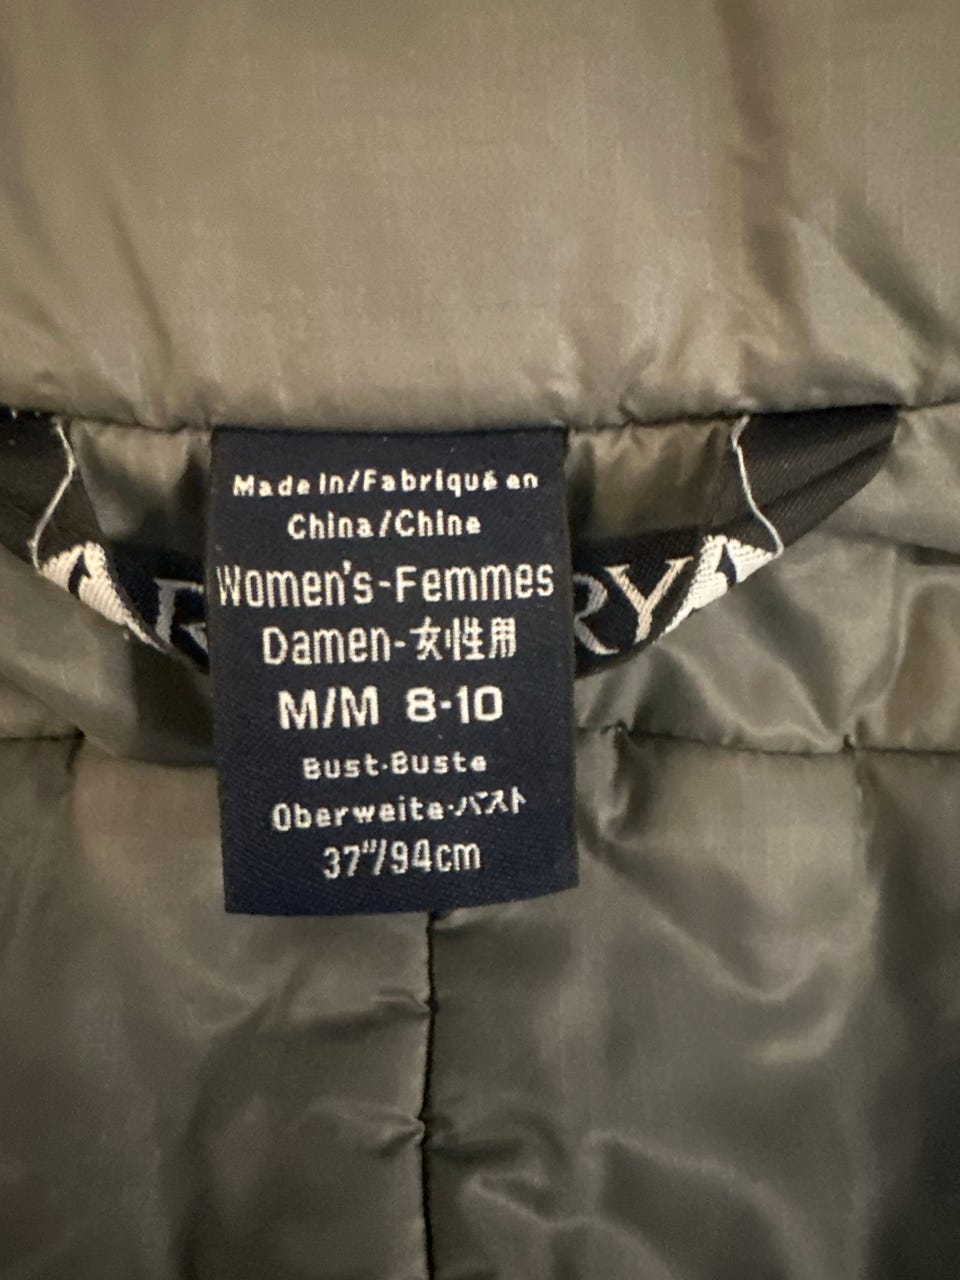 Made in/Fabriqué en
China/Chine
Women's-Femmes
Damen-女性用
M/M 8-10
Bust-Buste
Oberweite-バスト
37"/94cm
RY